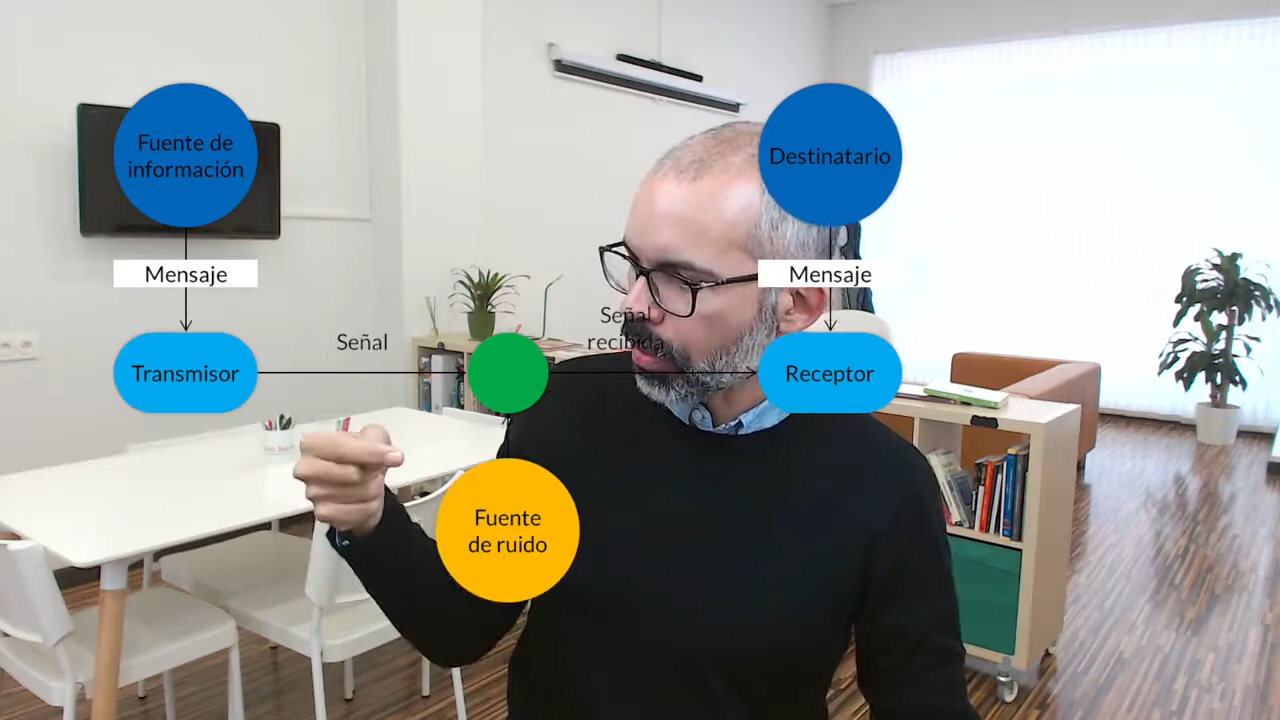 Fuente de
información
Destinatario
Mensaje
Mensaje
Señal
Señal
recibida
Transmisor
Receptor
Fuente
de ruido